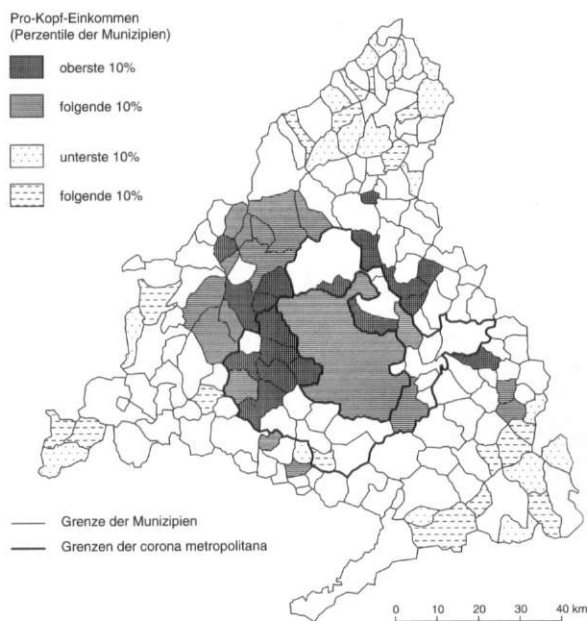 Pro-Kopf-Einkommen
(Perzentile der Munizipien)
oberste 10%
folgende 10%
unterste 10%
folgende 10%
Grenze der Munizipien
Grenzen der corona metropolitana
0 10 20 30 40 km